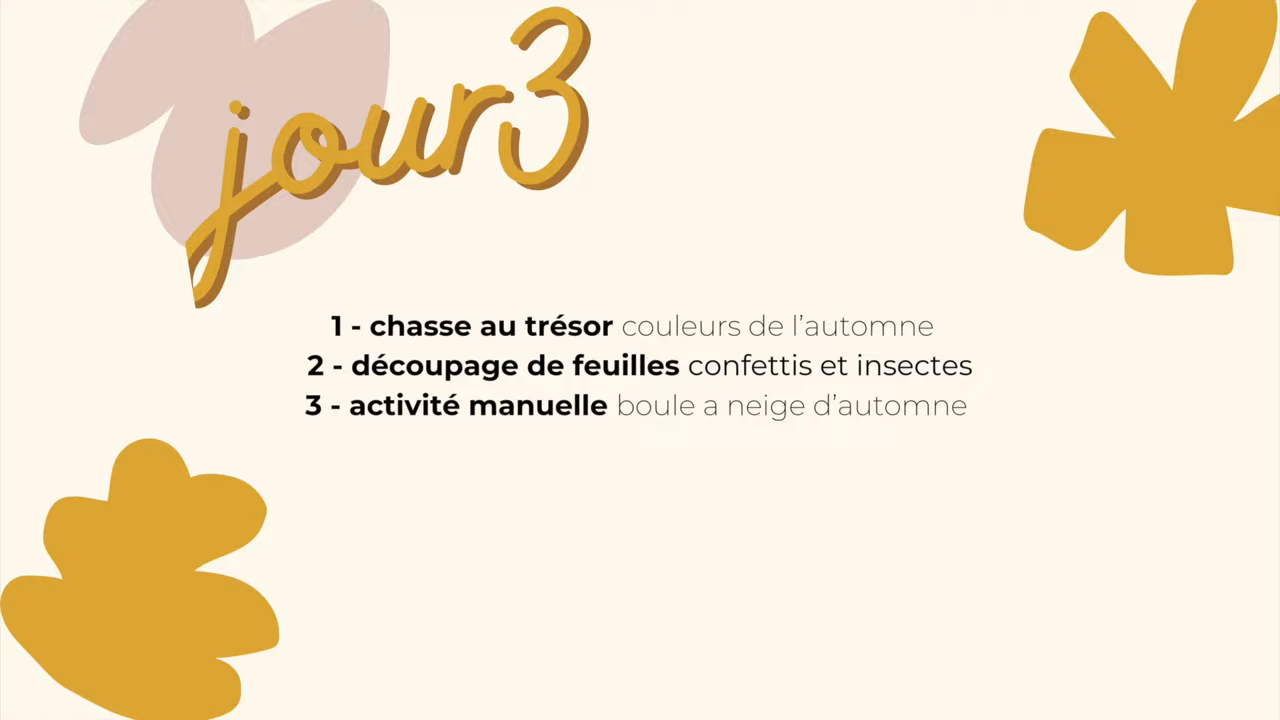 jour3
1 - chasse au trésor couleurs de l’automne
2 - découpage de feuilles confettis et insectes
3 - activité manuelle boule a neige d’automne